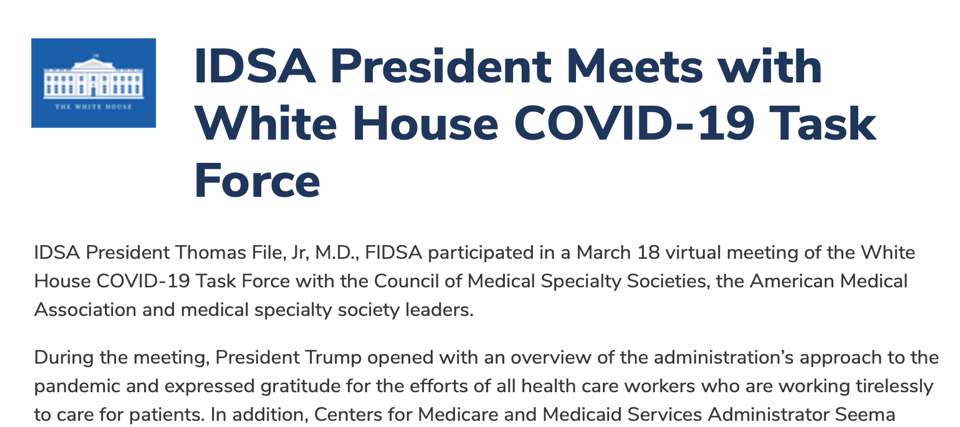 THE WHITE HOUSE
IDSA President Meets with
White House COVID-19 Task
Force
IDSA President Thomas File, Jr, M.D., FIDSA participated in a March 18 virtual meeting of the White
House COVID-19 Task Force with the Council of Medical Specialty Societies, the American Medical
Association and medical specialty society leaders.
During the meeting, President Trump opened with an overview of the administration’s approach to the
pandemic and expressed gratitude for the efforts of all health care workers who are working tirelessly
to care for patients. In addition, Centers for Medicare and Medicaid Services Administrator Seema